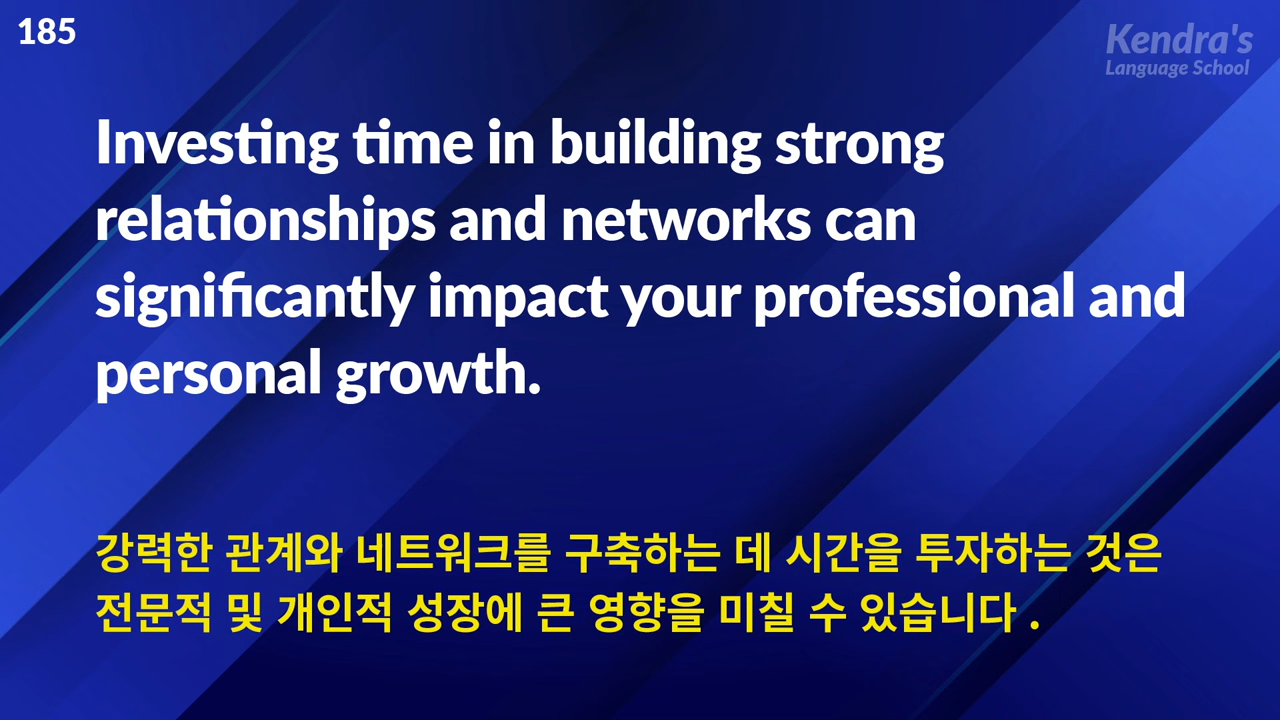 185
Kendra's
Language School
Investing time in building strong
relationships and networks can
significantly impact your professional and
personal growth.
강력한 관계와 네트워크를 구축하는 데 시간을 투자하는 것은
전문적 및 개인적 성장에 큰 영향을 미칠 수 있습니다 .